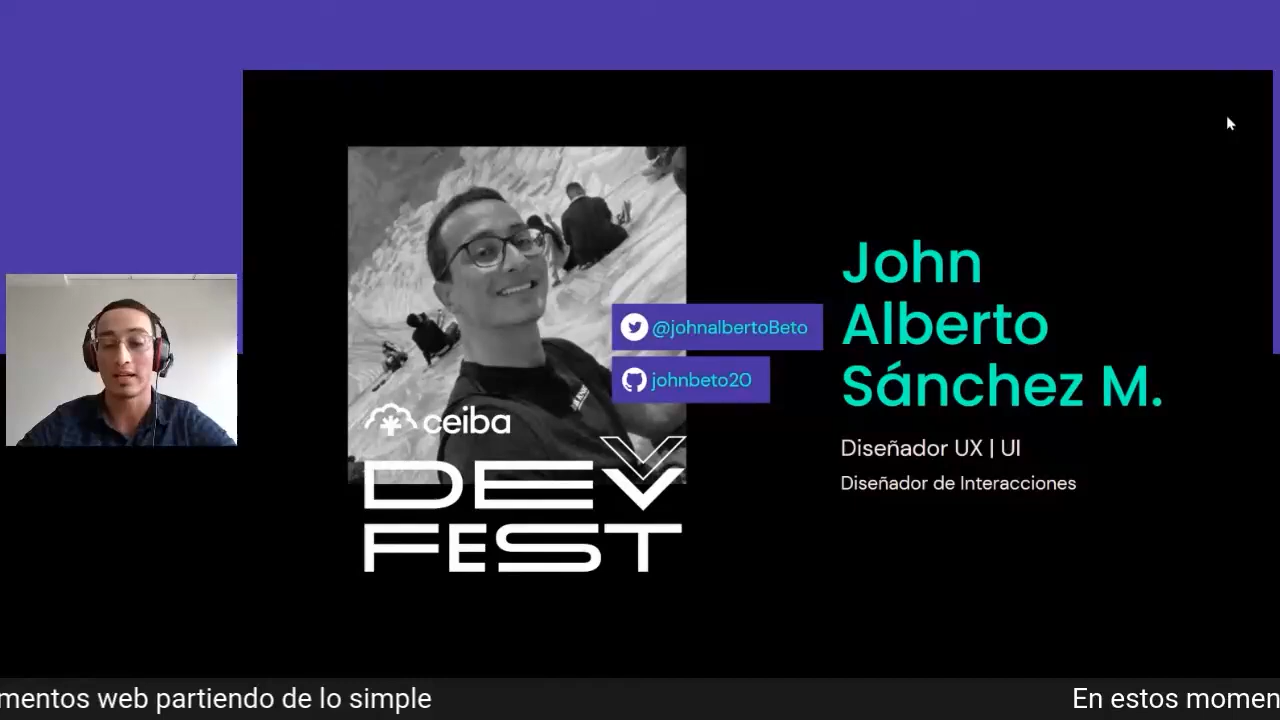 @johnalbertoBeto
johnbeto20
ceiba
DEV
FEST
John
Alberto
Sánchez M.
Diseñador UX | UI
Diseñador de Interacciones
mentos web partiendo de lo simple
En estos momen